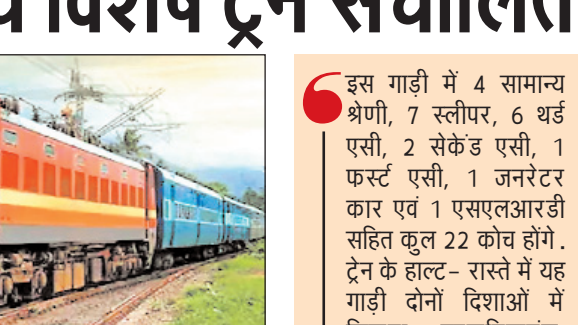 विशेष ट्रेन संचालित
इस गाड़ी में 4 सामान्य
श्रेणी, 7 स्लीपर, 6 थर्ड
एसी, 2 सेकेंड एसी, 1
फर्स्ट एसी, 1 जनरेटर
कार एवं 1 एसएलआरडी
सहित कुल 22 कोच होंगे.
ट्रेन के हाल्ट- रास्ते में यह
गाड़ी दोनों दिशाओं में